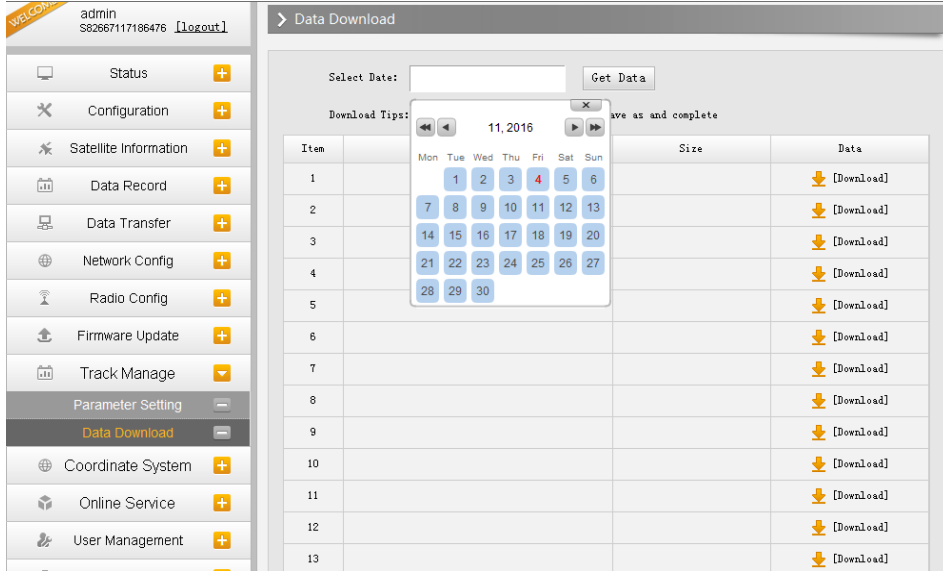 WELCOME
admin
S82667117186476 [logout]
Status
Configuration
Satellite Information
Data Record
Data Transfer
Network Config
Radio Config
Firmware Update
Track Manage
Parameter Setting
Data Download
Coordinate System
Online Service
User Management
Data Download
Select Date:
Get Data
Download Tips:
ave as and complete
11, 2016
Mon Tue Wed Thu Fri Sat Sun
1 2 3 4 5 6
7 8 9 10 11 12 13
14 15 16 17 18 19 20
21 22 23 24 25 26 27
28 29 30
Item Size Data
1 [Download]
2 [Download]
3 [Download]
4 [Download]
5 [Download]
6 [Download]
7 [Download]
8 [Download]
9 [Download]
10 [Download]
11 [Download]
12 [Download]
13 [Download]